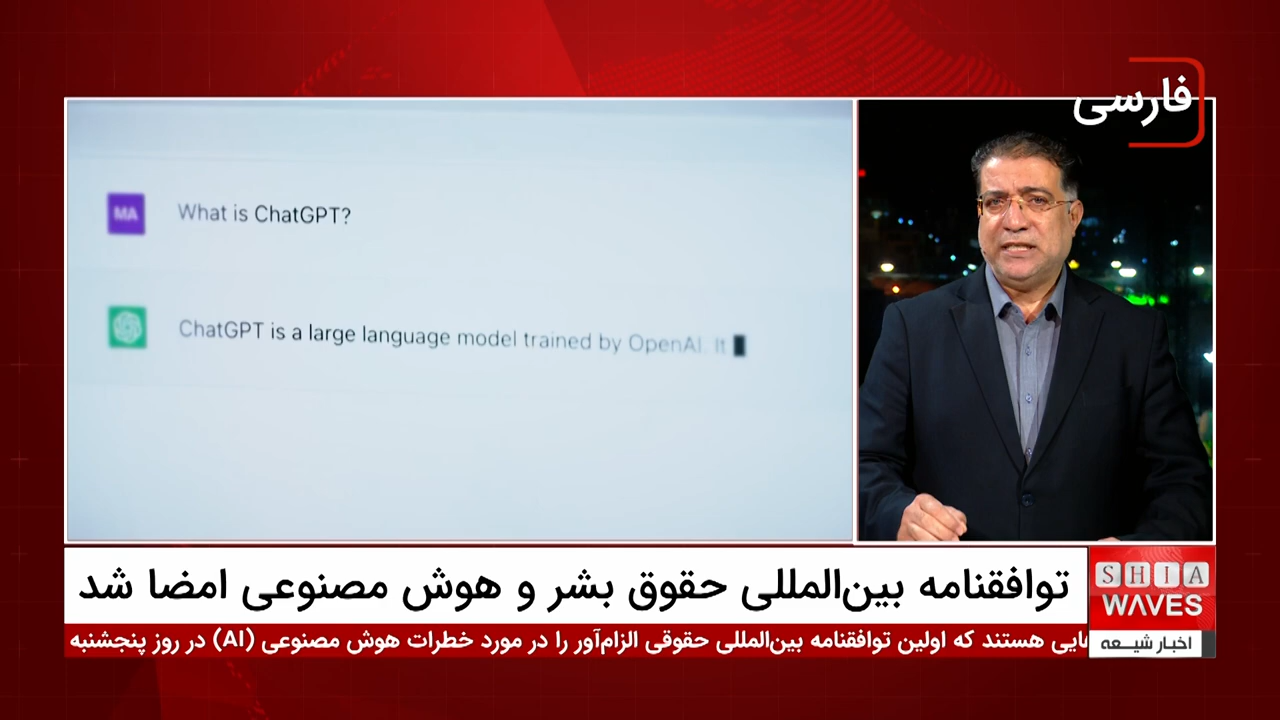 فارسی
MA
What is ChatGPT?
ChatGPT is a large language model trained by OpenAI. It
توافقنامه بین‌المللی حقوق بشر و هوش مصنوعی امضا شد
SHIA
WAVES
هایی هستند که اولین توافقنامه بین‌المللی حقوقی الزام‌آور را در مورد خطرات هوش مصنوعی (AI) در روز پنجشنبه
اخبار شیعه